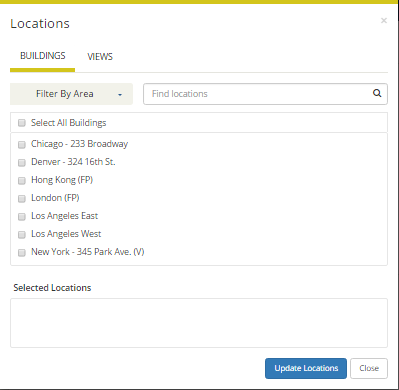 Locations
×
BUILDINGS VIEWS
Filter By Area
Find locations
Select All Buildings
Chicago - 233 Broadway
Denver - 324 16th St.
Hong Kong (FP)
London (FP)
Los Angeles East
Los Angeles West
New York - 345 Park Ave. (V)
Selected Locations
Update Locations Close